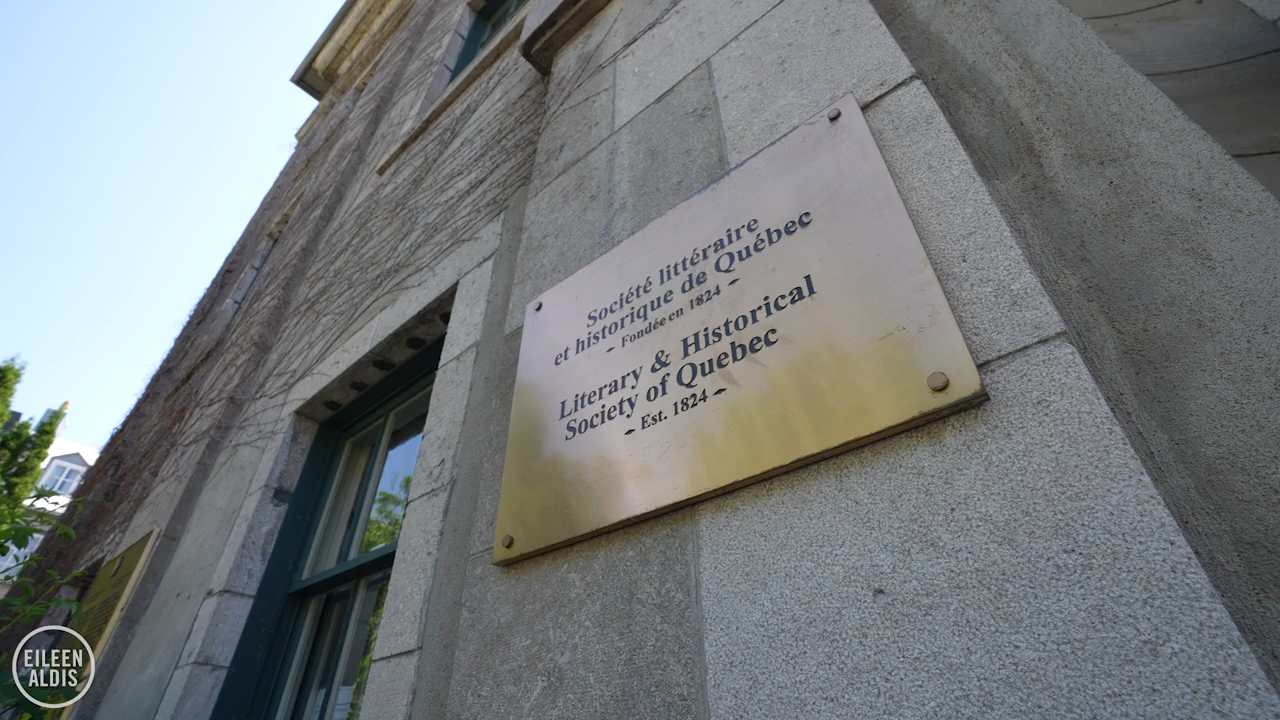 Société littéraire
et historique de Québec
- Fondée en 1824 -
Literary & Historical
Society of Quebec
- Est. 1824 -
EILEEN
ALDIS